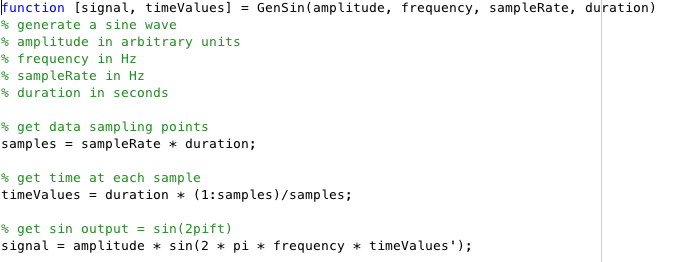 function [signal, timeValues] = GenSin(amplitude, frequency, sampleRate, duration)
% generate a sine wave
% amplitude in arbitrary units
% frequency in Hz
% sampleRate in Hz
% duration in seconds
% get data sampling points
samples = sampleRate * duration;
% get time at each sample
timeValues = duration * (1:samples)/samples;
% get sin output = sin(2pift)
signal = amplitude * sin(2 * pi * frequency * timeValues');